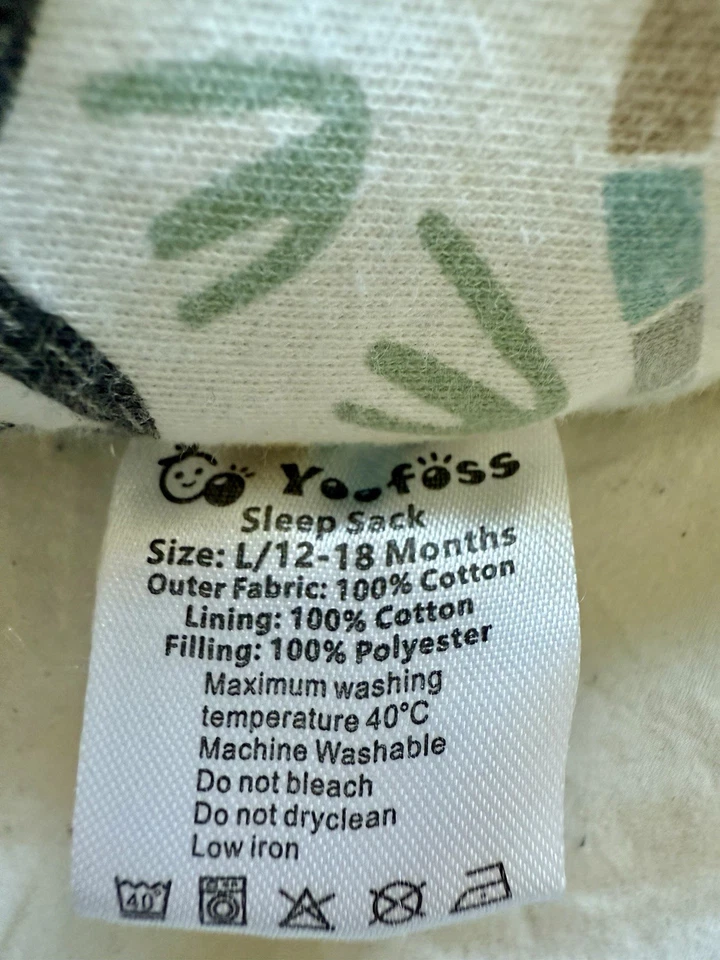 Yoofoss
Sleep Sack
Size: L/12-18 Months
Outer Fabric: 100% Cotton
Lining: 100% Cotton
Filling: 100% Polyester
Maximum washing
temperature 40°C
Machine Washable
Do not bleach
Do not dryclean
Low iron
40°